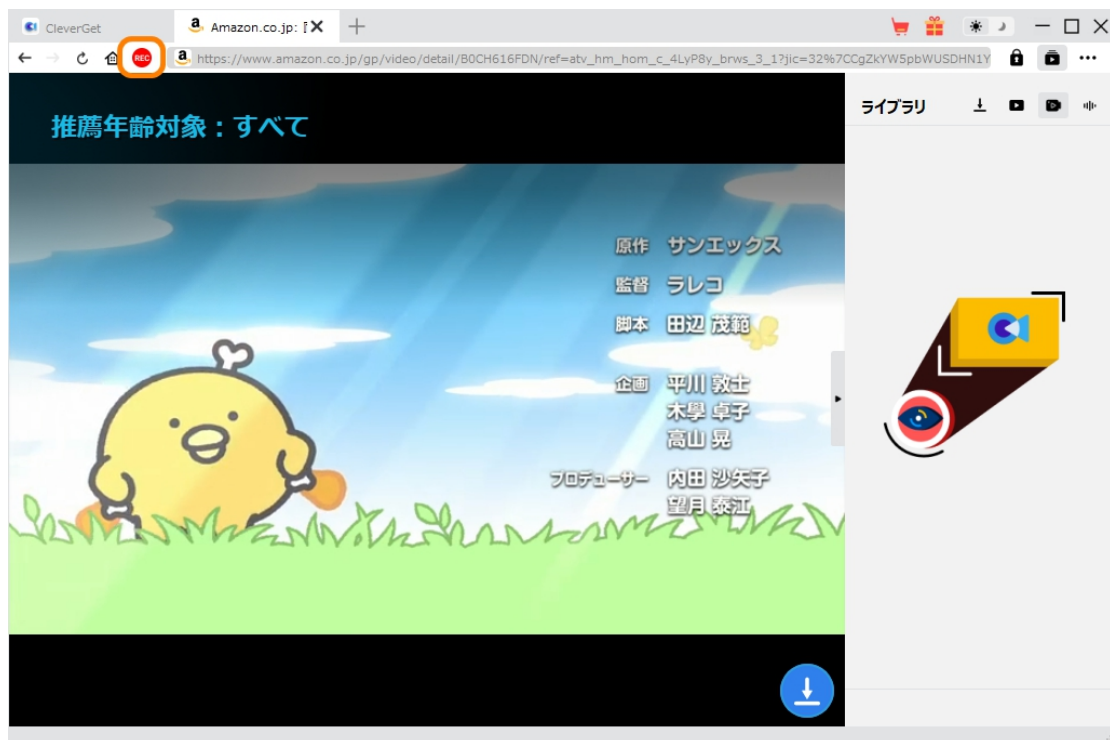 CleverGet
Amazon.co.jp: 『
REC
https://www.amazon.co.jp/gp/video/detail/B0CH616FDN/ref=atv_hm_hom_c_4LyP8y_brws_3_1?jic=32%7CCgZkYW5pbWUSDHN1Y
ライブラリ
推薦年齢対象：すべて
原作 サンエックス
監督 ラレコ
脚本 田辺 茂範
企画 平川 敦士
木學 卓子
高山 晃
プロデューサー 内田 沙矢子
望月 泰江